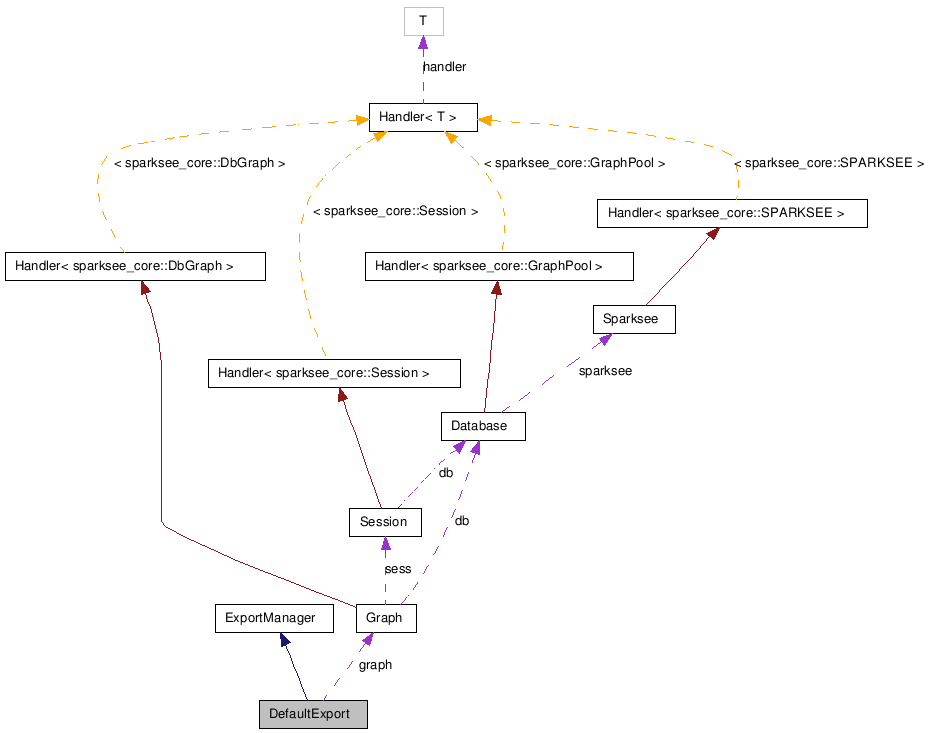 T
handler
Handler< T >
< sparksee_core::DbGraph >
< sparksee_core::GraphPool >
< sparksee_core::SPARKSEE >
< sparksee_core::Session >
Handler< sparksee_core::SPARKSEE >
Handler< sparksee_core::DbGraph >
Handler< sparksee_core::GraphPool >
Sparksee
Handler< sparksee_core::Session >
sparksee
Database
db
Session
db
sess
ExportManager
Graph
graph
DefaultExport